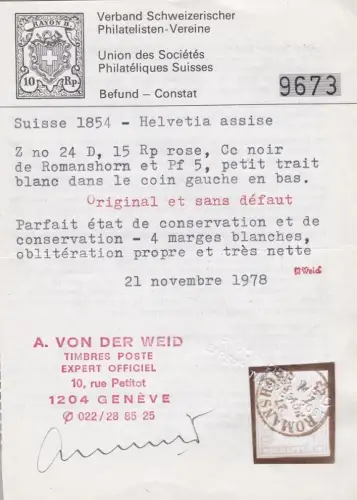 RAYON II
10 Rp.
Verband Schweizerischer
Philatelisten-Vereine
Union des Sociétés
Philatéliques Suisses
Befund – Constat
9673
Suisse 1854 - Helvetia assise
Z no 24 D, 15 Rp rose, Cc noir
de Romanshorn et Pf 5, petit trait
blanc dans le coin gauche en bas.
Original et sans défaut
Parfait état de conservation et de
conservation - 4 marges blanches,
oblitération propre et très nette
vWeid
21 novembre 1978
A. VON DER WEID
TIMBRES POSTE
EXPERT OFFICIEL
10, rue Petitot
1204 GENÈVE
022/28 86 25
ROMANSHORN